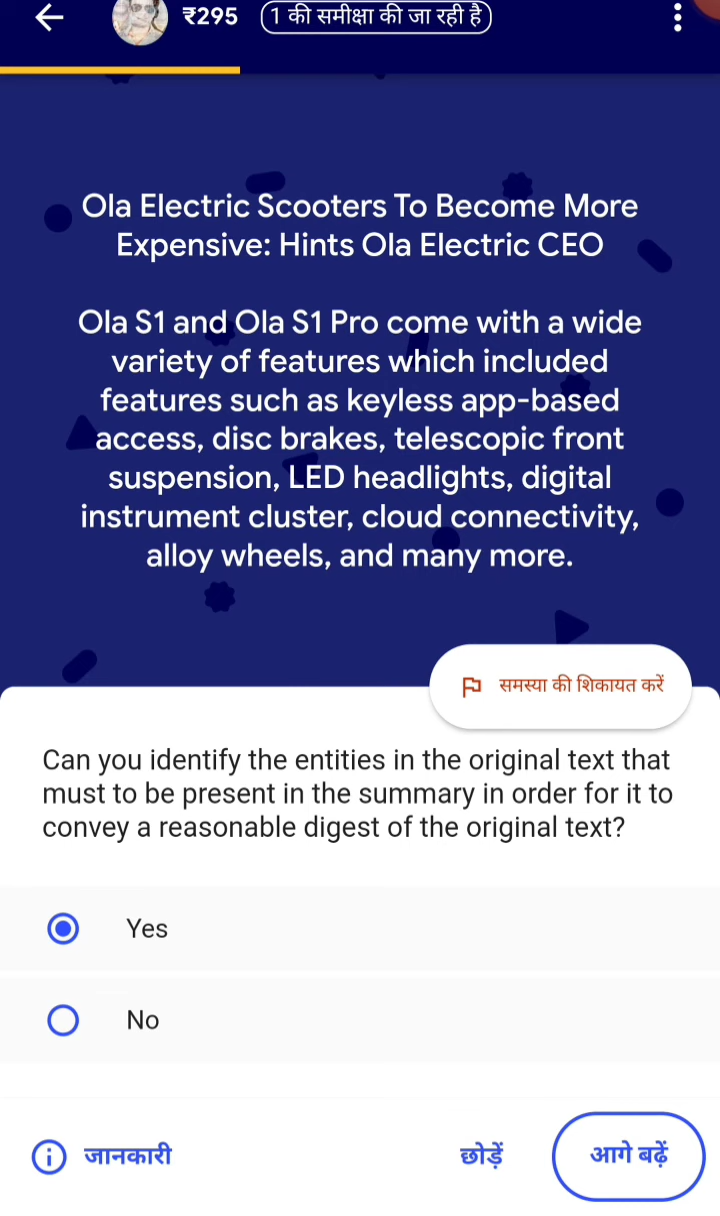 ₹295 1 की समीक्षा की जा रही है
Ola Electric Scooters To Become More
Expensive: Hints Ola Electric CEO
Ola S1 and Ola S1 Pro come with a wide
variety of features which included
features such as keyless app-based
access, disc brakes, telescopic front
suspension, LED headlights, digital
instrument cluster, cloud connectivity,
alloy wheels, and many more.
समस्या की शिकायत करें
Can you identify the entities in the original text that
must to be present in the summary in order for it to
convey a reasonable digest of the original text?
Yes
No
जानकारी छोड़ें आगे बढ़ें